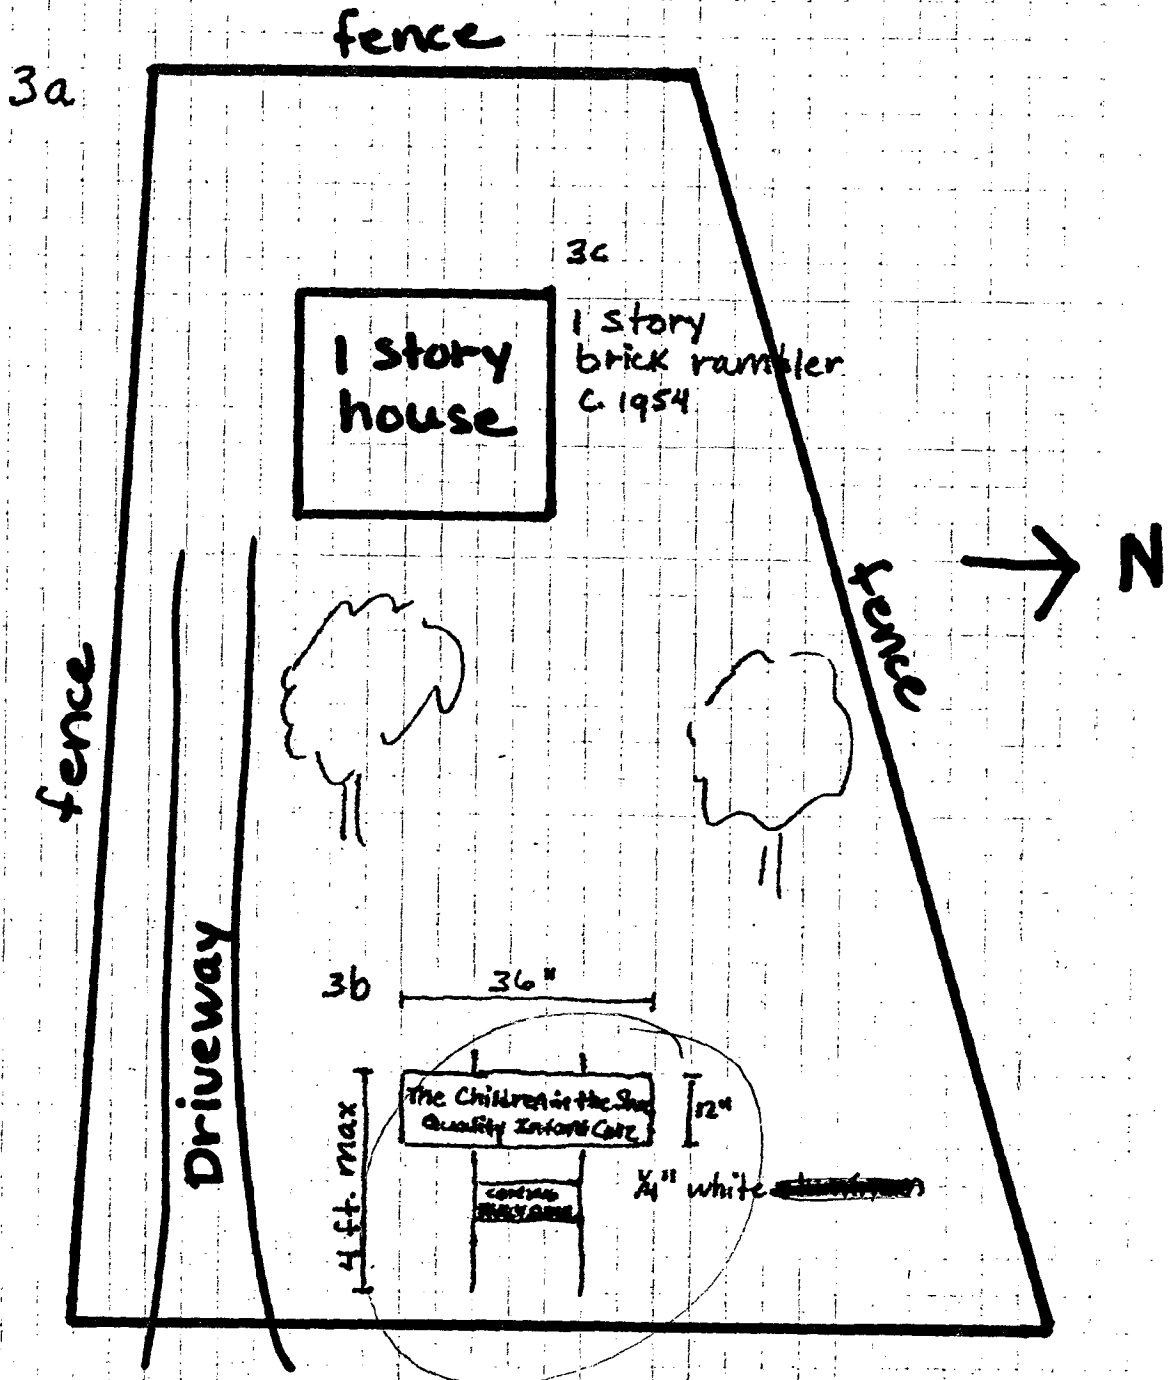 fence
3a
3c
1 story
house
1 story
brick rambler
c. 1954
N
fence
fence
Driveway
3b
36"
The Children in the Shoe
Quality Infant Care
12"
4 ft. max
1/4" white